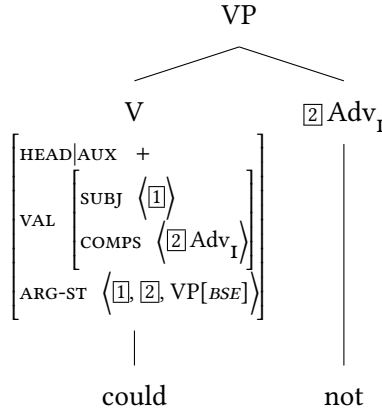 VP
V
[2] Adv_I
HEAD|AUX +
VAL
SUBJ ⟨[1]⟩
COMPS ⟨[2] Adv_I⟩
ARG-ST ⟨[1], [2], VP[BSE]⟩
could not